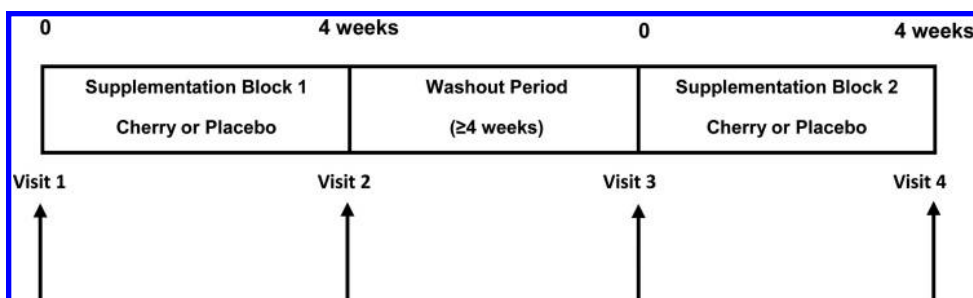 0 4 weeks 0 4 weeks
Supplementation Block 1 Washout Period Supplementation Block 2
Cherry or Placebo (≥4 weeks) Cherry or Placebo
Visit 1 Visit 2 Visit 3 Visit 4